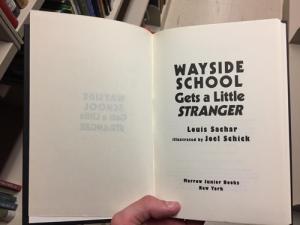 WAYSIDE
SCHOOL
Gets a Little
STRANGER
Louis Sachar
illustrated by Joel Schick
Morrow Junior Books
New York